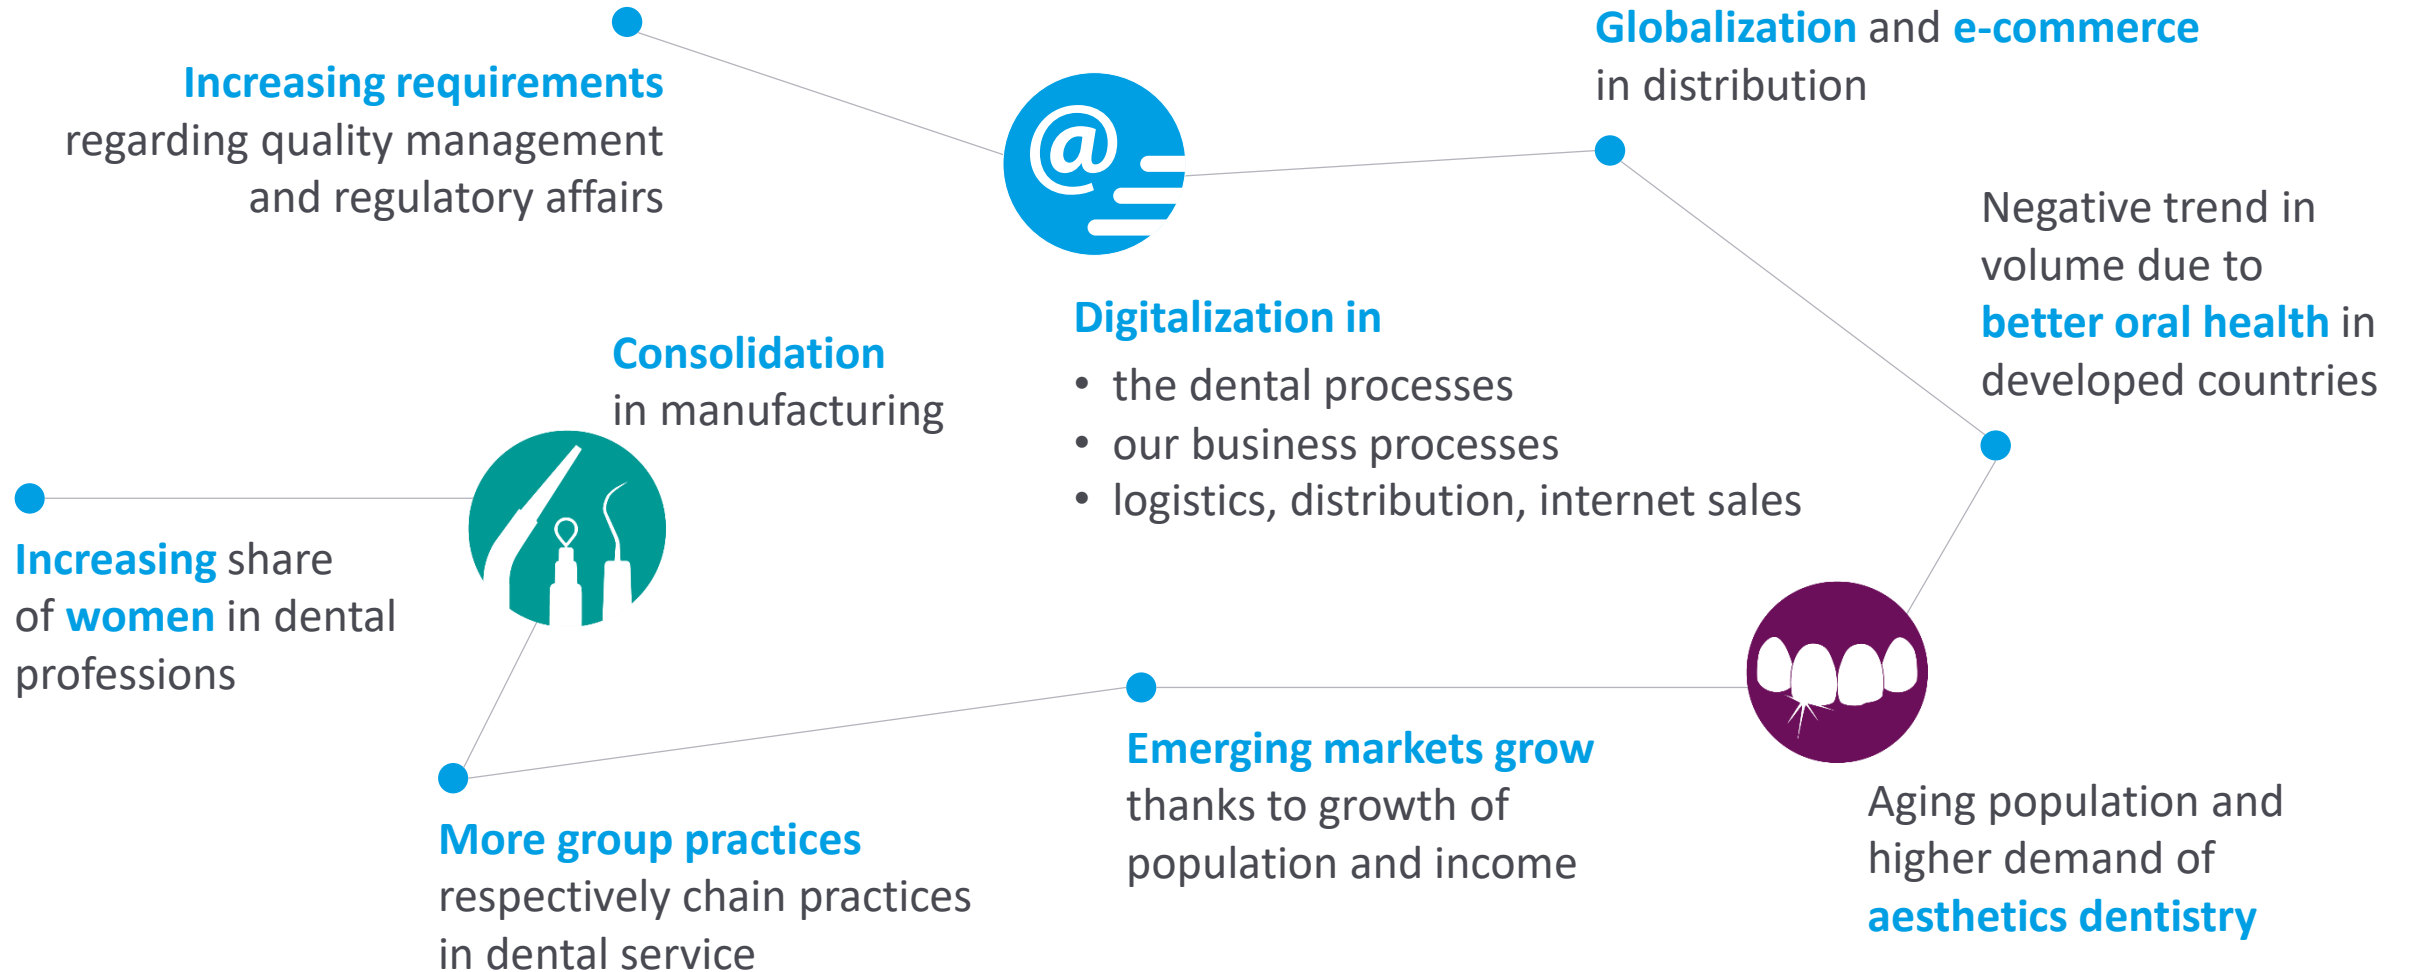 Increasing requirements
regarding quality management
and regulatory affairs
@
Globalization and e-commerce
in distribution
Negative trend in
volume due to
better oral health in
developed countries
Digitalization in
• the dental processes
• our business processes
• logistics, distribution, internet sales
Consolidation
in manufacturing
Increasing share
of women in dental
professions
More group practices
respectively chain practices
in dental service
Emerging markets grow
thanks to growth of
population and income
Aging population and
higher demand of
aesthetics dentistry